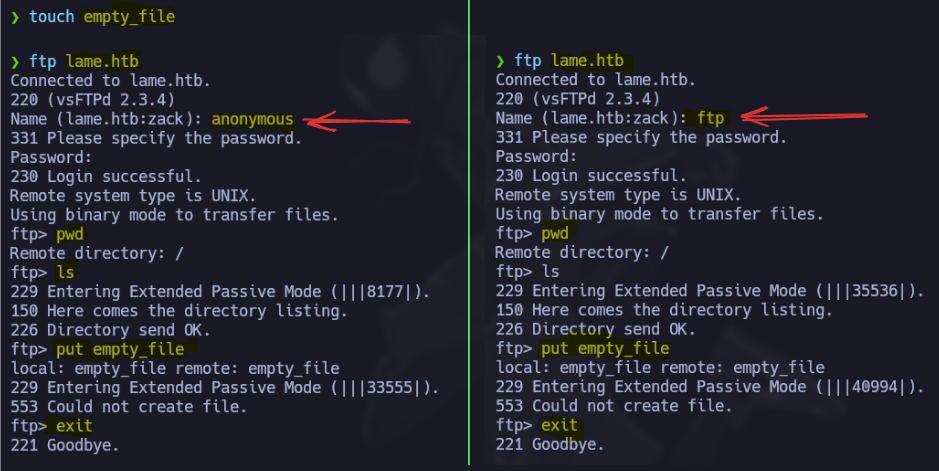 ❯ touch empty_file
❯ ftp lame.htb
Connected to lame.htb.
220 (vsFTPd 2.3.4)
Name (lame.htb:zack): anonymous
331 Please specify the password.
Password:
230 Login successful.
Remote system type is UNIX.
Using binary mode to transfer files.
ftp> pwd
Remote directory: /
ftp> ls
229 Entering Extended Passive Mode (|||8177|).
150 Here comes the directory listing.
226 Directory send OK.
ftp> put empty_file
local: empty_file remote: empty_file
229 Entering Extended Passive Mode (|||33555|).
553 Could not create file.
ftp> exit
221 Goodbye.
❯ ftp lame.htb
Connected to lame.htb.
220 (vsFTPd 2.3.4)
Name (lame.htb:zack): ftp
331 Please specify the password.
Password:
230 Login successful.
Remote system type is UNIX.
Using binary mode to transfer files.
ftp> pwd
Remote directory: /
ftp> ls
229 Entering Extended Passive Mode (|||35536|).
150 Here comes the directory listing.
226 Directory send OK.
ftp> put empty_file
local: empty_file remote: empty_file
229 Entering Extended Passive Mode (|||40994|).
553 Could not create file.
ftp> exit
221 Goodbye.